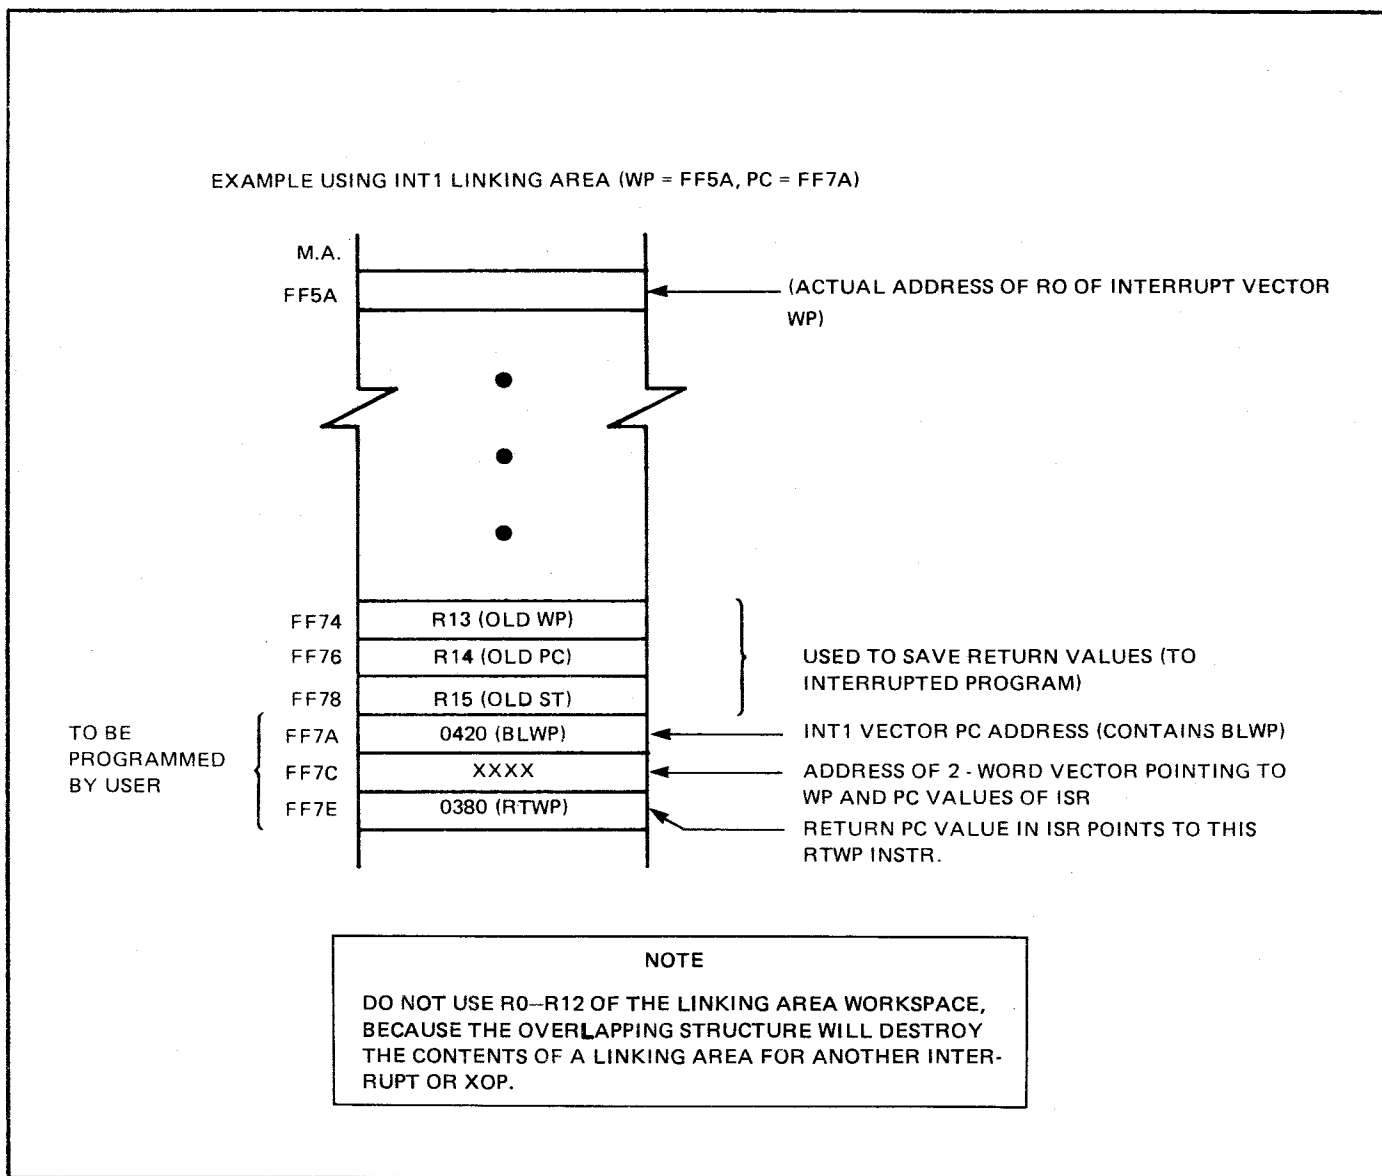 EXAMPLE USING INT1 LINKING AREA (WP = FF5A, PC = FF7A)
M.A.
FF5A
(ACTUAL ADDRESS OF RO OF INTERRUPT VECTOR
WP)
FF74
R13 (OLD WP)
FF76
R14 (OLD PC)
FF78
R15 (OLD ST)
USED TO SAVE RETURN VALUES (TO
INTERRUPTED PROGRAM)
TO BE
PROGRAMMED
BY USER
FF7A
0420 (BLWP)
INT1 VECTOR PC ADDRESS (CONTAINS BLWP)
FF7C
XXXX
ADDRESS OF 2 - WORD VECTOR POINTING TO
WP AND PC VALUES OF ISR
FF7E
0380 (RTWP)
RETURN PC VALUE IN ISR POINTS TO THIS
RTWP INSTR.
NOTE
DO NOT USE R0—R12 OF THE LINKING AREA WORKSPACE,
BECAUSE THE OVERLAPPING STRUCTURE WILL DESTROY
THE CONTENTS OF A LINKING AREA FOR ANOTHER INTER-
RUPT OR XOP.